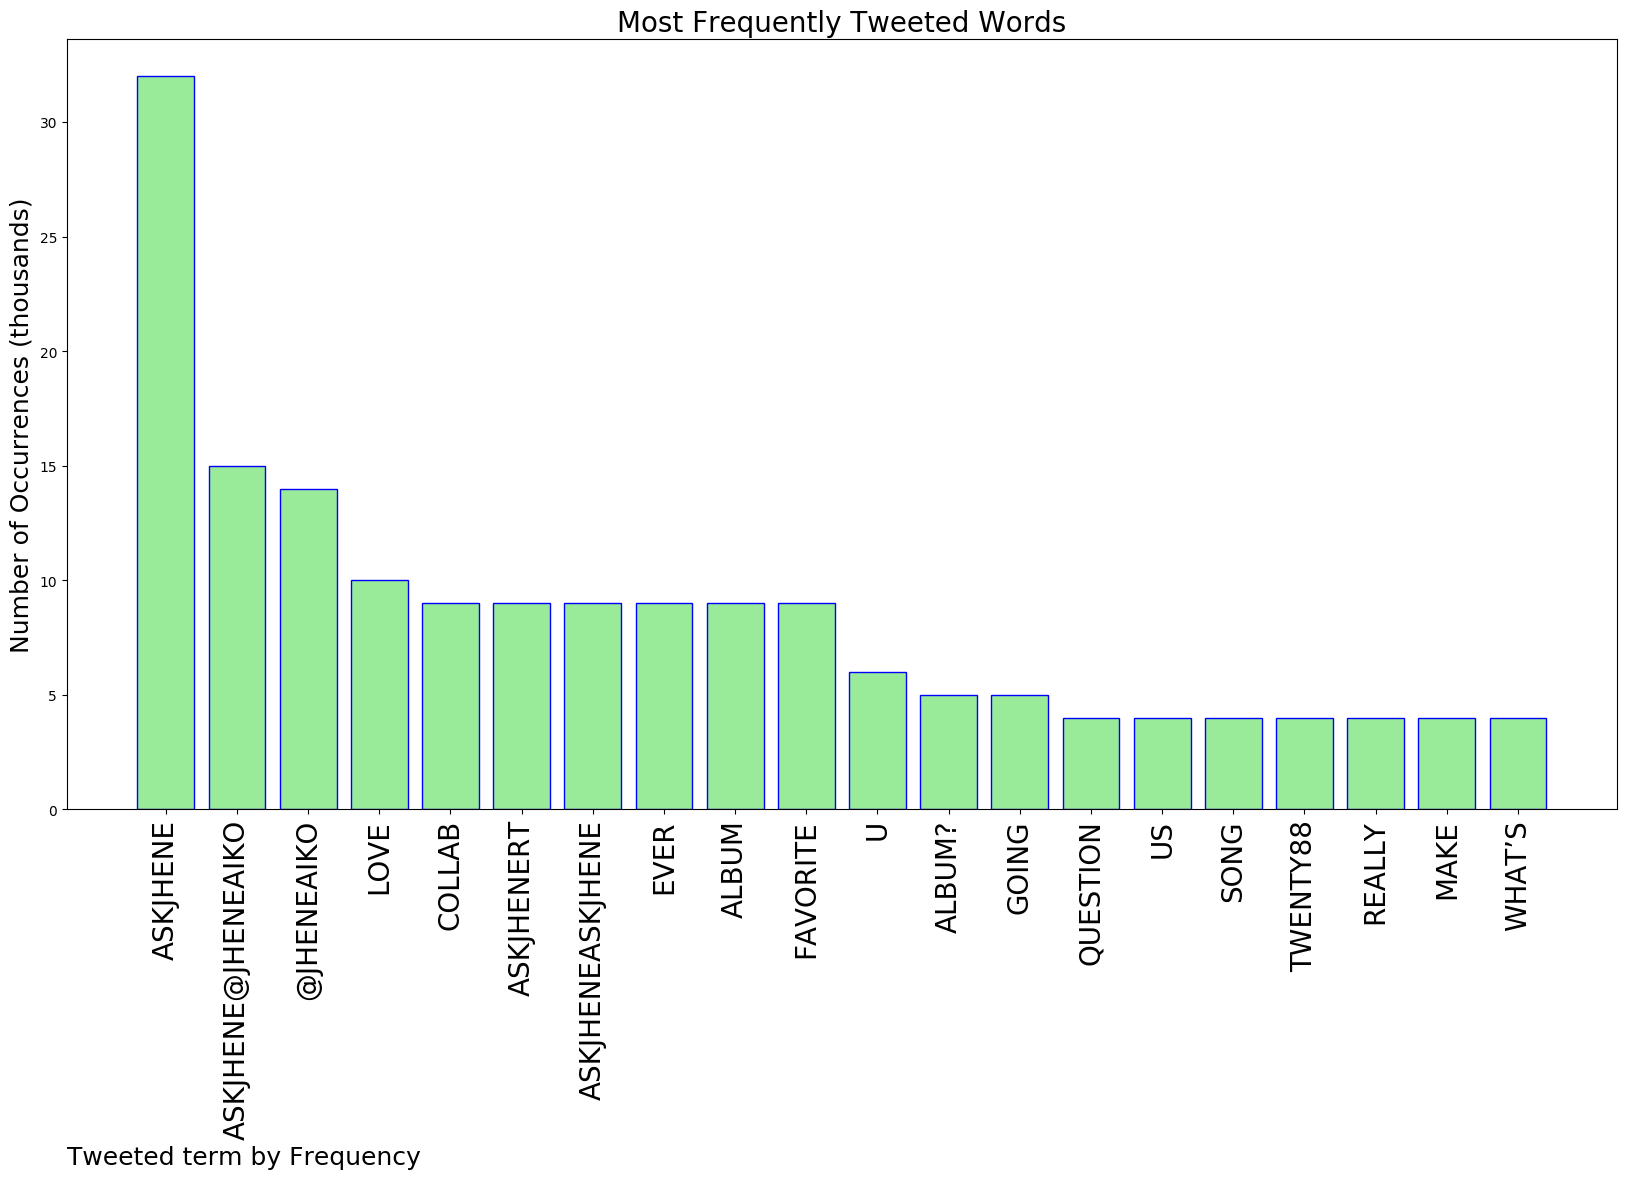 Most Frequently Tweeted Words
Number of Occurrences (thousands)
30
25
20
15
10
5
0
ASKJHENE
ASKJHENE@JHENEAIKO
@JHENEAIKO
LOVE
COLLAB
ASKJHENERT
ASKJHENEASKJHENE
EVER
ALBUM
FAVORITE
U
ALBUM?
GOING
QUESTION
US
SONG
TWENTY88
REALLY
MAKE
WHAT’S
Tweeted term by Frequency